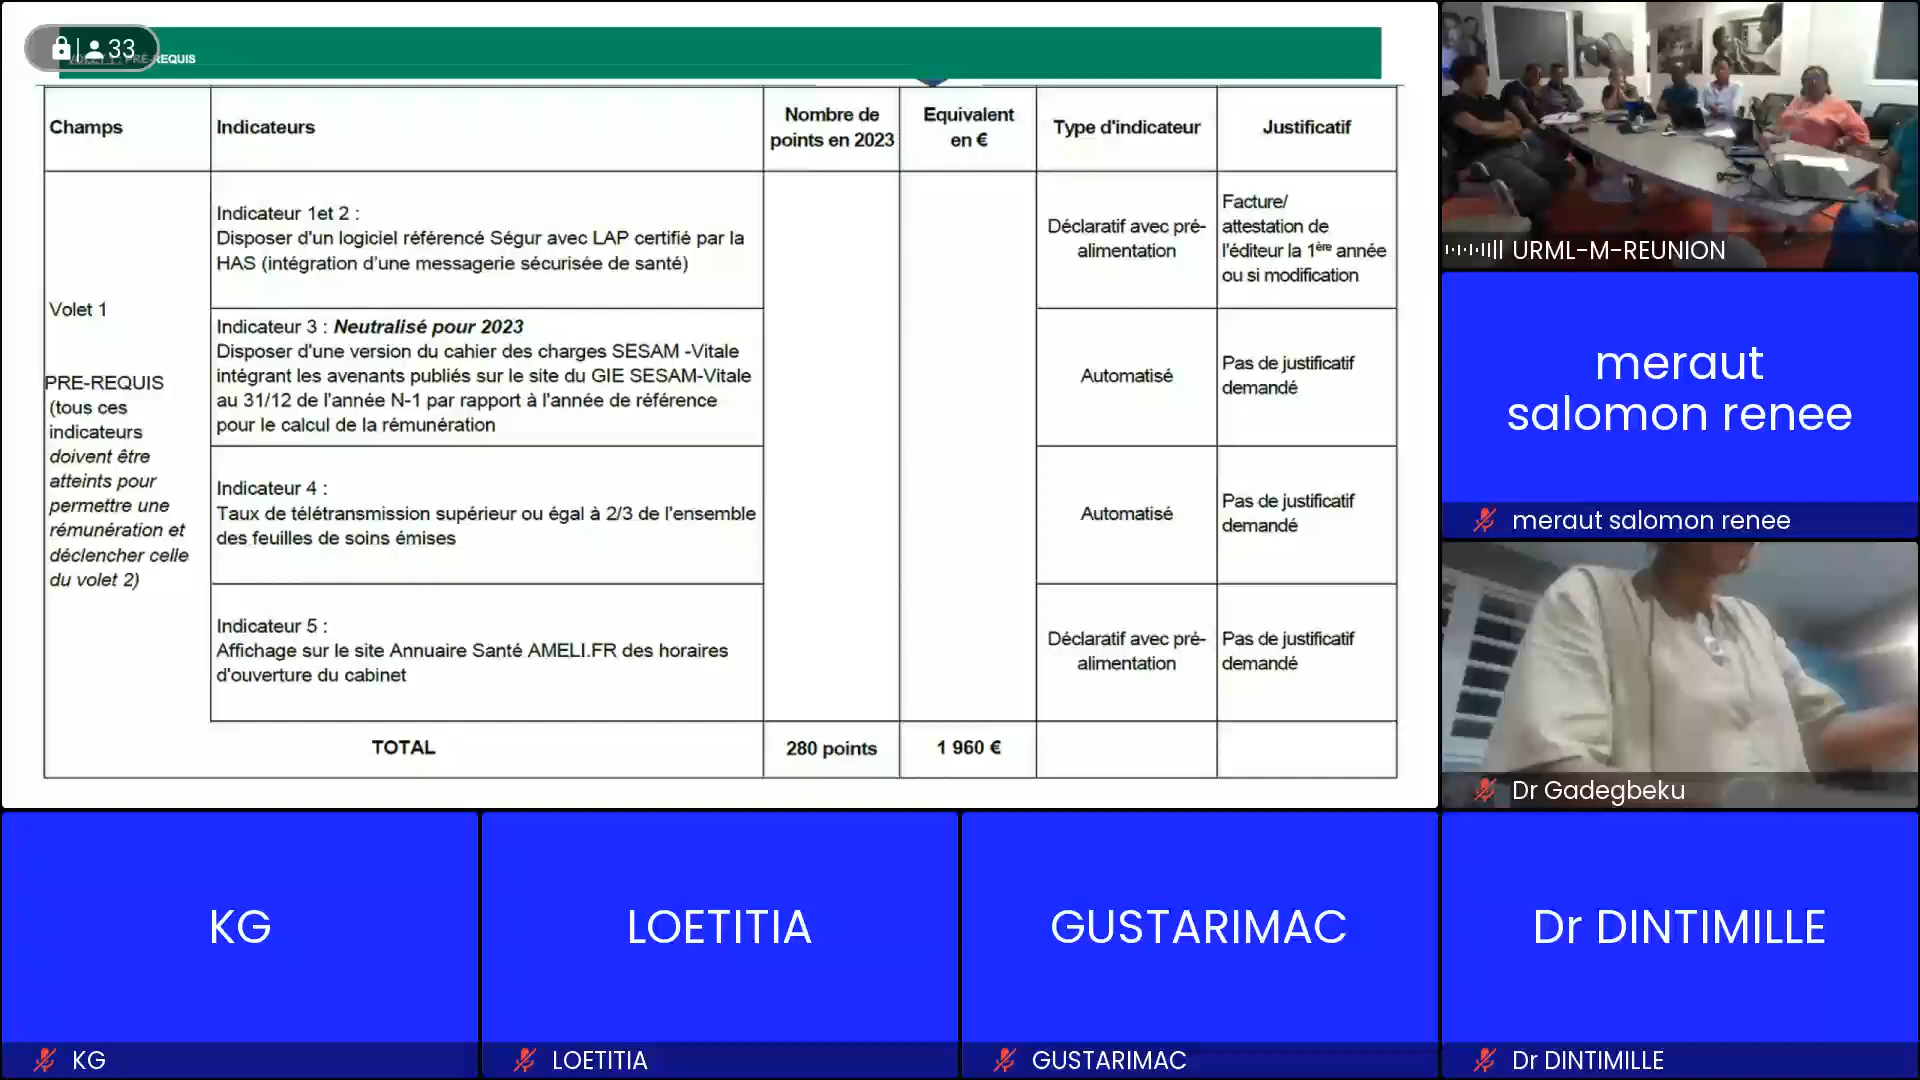 33
VOLET 1 : PRE-REQUIS
Champs
Indicateurs
Nombre de
points en 2023
Equivalent
en €
Type d'indicateur
Justificatif
Volet 1
PRE-REQUIS
(tous ces
indicateurs
doivent être
atteints pour
permettre une
rémunération et
déclencher celle
du volet 2)
Indicateur 1et 2 :
Disposer d'un logiciel référencé Ségur avec LAP certifié par la
HAS (intégration d'une messagerie sécurisée de santé)
Déclaratif avec pré-
alimentation
Facture/
attestation de
l'éditeur la 1ère année
ou si modification
Indicateur 3 : Neutralisé pour 2023
Disposer d'une version du cahier des charges SESAM -Vitale
intégrant les avenants publiés sur le site du GIE SESAM-Vitale
au 31/12 de l'année N-1 par rapport à l'année de référence
pour le calcul de la rémunération
Automatisé
Pas de justificatif
demandé
Indicateur 4 :
Taux de télétransmission supérieur ou égal à 2/3 de l'ensemble
des feuilles de soins émises
Automatisé
Pas de justificatif
demandé
Indicateur 5 :
Affichage sur le site Annuaire Santé AMELI.FR des horaires
d'ouverture du cabinet
Déclaratif avec pré-
alimentation
Pas de justificatif
demandé
TOTAL
280 points
1 960 €
URML-M-REUNION
meraut
salomon renee
meraut salomon renee
Dr Gadegbeku
KG
KG
LOETITIA
LOETITIA
GUSTARIMAC
GUSTARIMAC
Dr DINTIMILLE
Dr DINTIMILLE